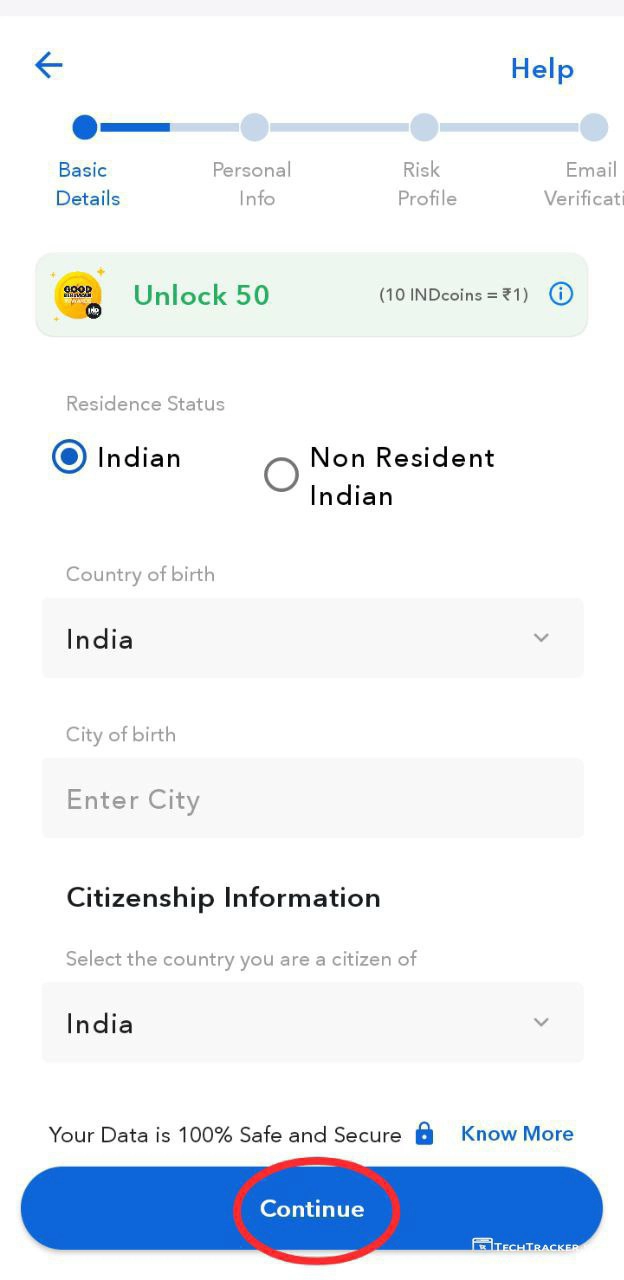 Help
Basic
Details
Personal
Info
Risk
Profile
Email
Verificati
GOOD
Unlock 50
(10 INDcoins = ₹1)
Residence Status
Indian
Non Resident
Indian
Country of birth
India
City of birth
Enter City
Citizenship Information
Select the country you are a citizen of
India
Your Data is 100% Safe and Secure
Know More
Continue
TECHTRACKER